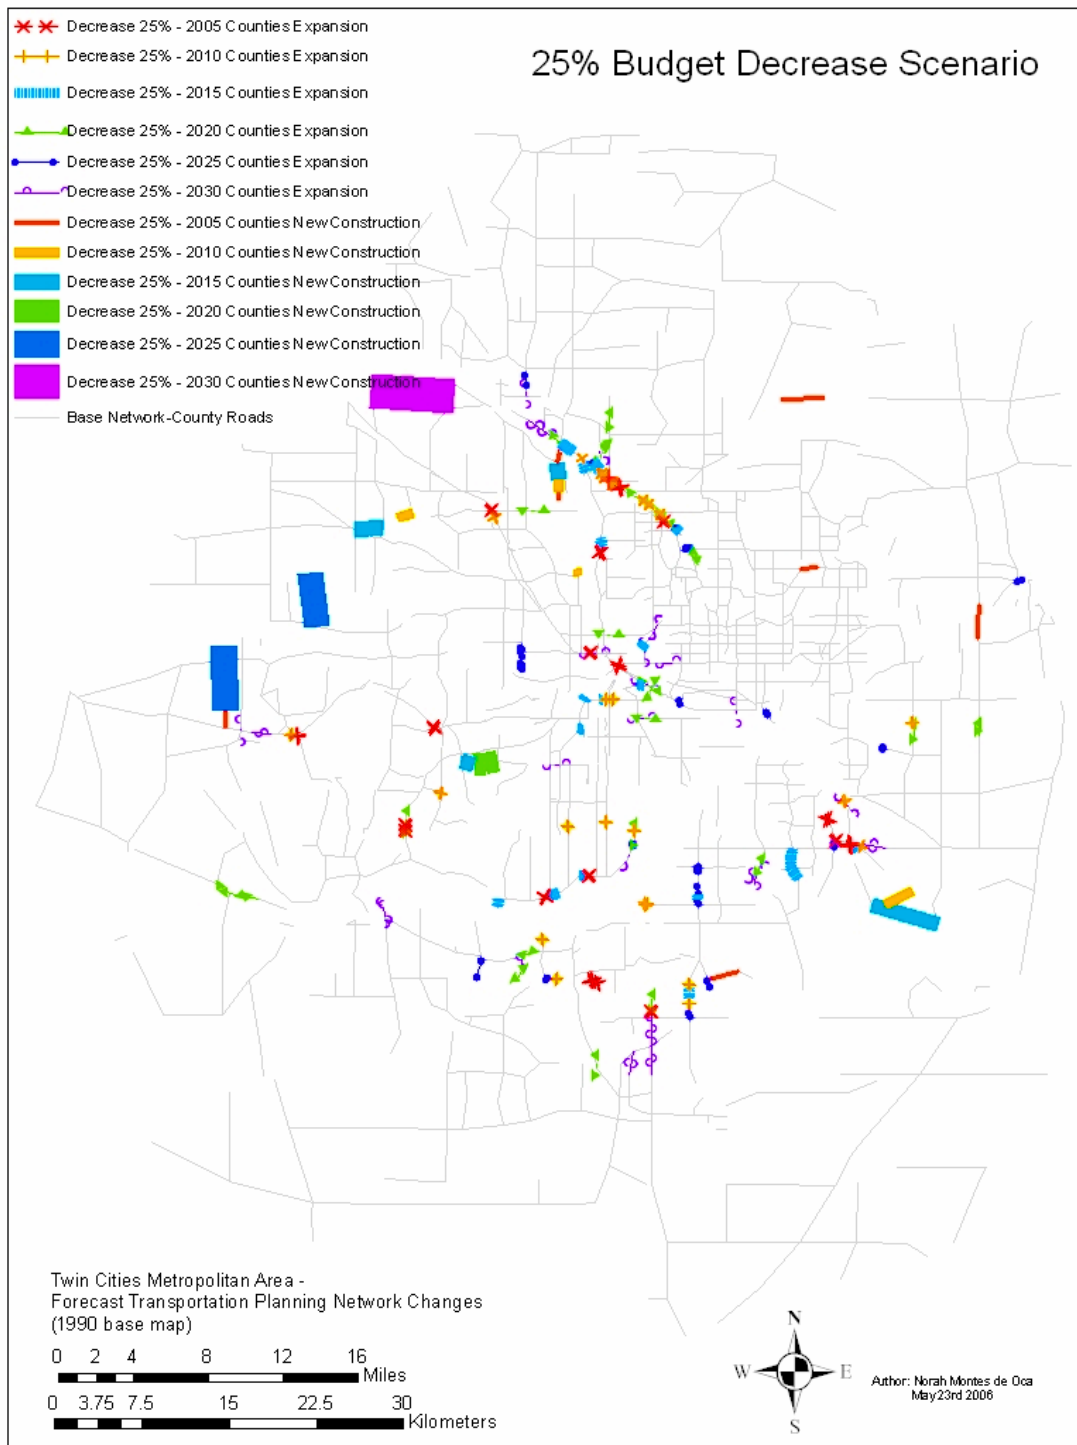 Decrease 25% - 2005 Counties Expansion
Decrease 25% - 2010 Counties Expansion
Decrease 25% - 2015 Counties Expansion
Decrease 25% - 2020 Counties Expansion
Decrease 25% - 2025 Counties Expansion
Decrease 25% - 2030 Counties Expansion
Decrease 25% - 2005 Counties New Construction
Decrease 25% - 2010 Counties New Construction
Decrease 25% - 2015 Counties New Construction
Decrease 25% - 2020 Counties New Construction
Decrease 25% - 2025 Counties New Construction
Decrease 25% - 2030 Counties New Construction
Base Network-County Roads
25% Budget Decrease Scenario
Twin Cities Metropolitan Area -
Forecast Transportation Planning Network Changes
(1990 base map)
0 2 4 8 12 16
Miles
0 3.75 7.5 15 22.5 30
Kilometers
N
W E
S
Author: Norah Montes de Oca
May23rd 2006